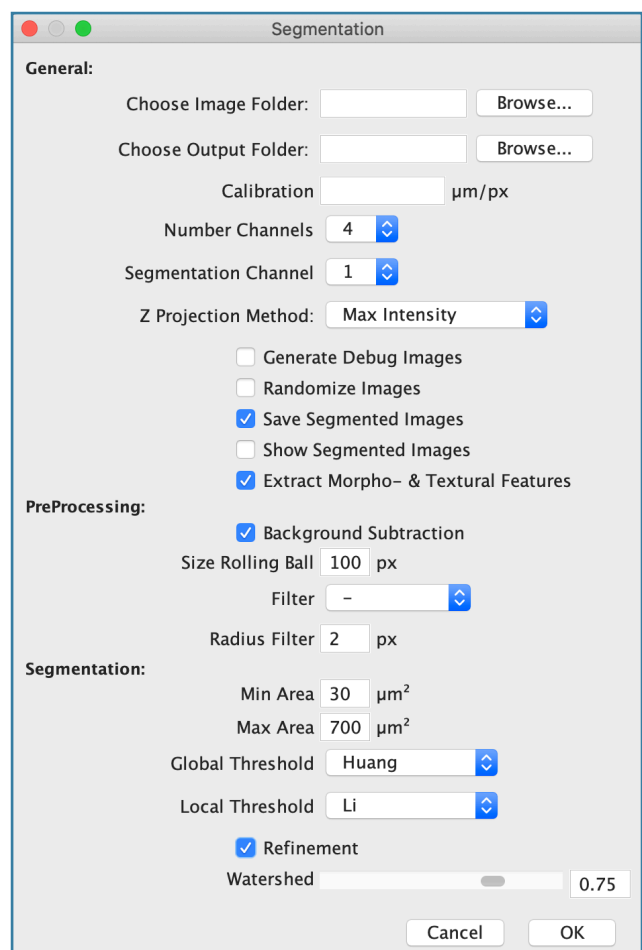 Segmentation
General:
Choose Image Folder: Browse...
Choose Output Folder: Browse...
Calibration µm/px
Number Channels 4
Segmentation Channel 1
Z Projection Method: Max Intensity
Generate Debug Images
Randomize Images
Save Segmented Images
Show Segmented Images
Extract Morpho- & Textural Features
PreProcessing:
Background Subtraction
Size Rolling Ball 100 px
Filter -
Radius Filter 2 px
Segmentation:
Min Area 30 µm²
Max Area 700 µm²
Global Threshold Huang
Local Threshold Li
Refinement
Watershed 0.75
Cancel OK